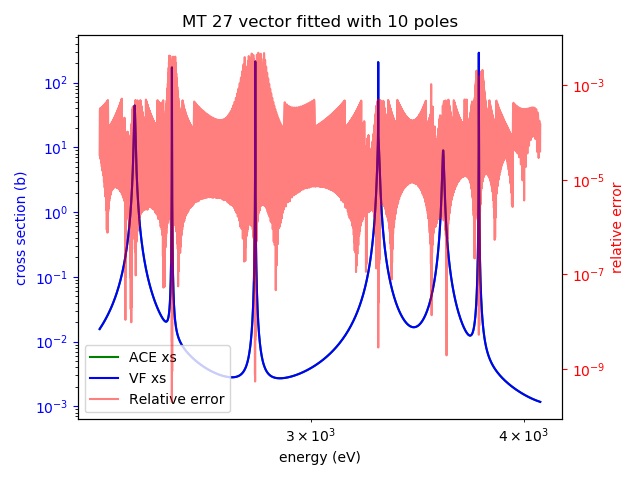 MT 27 vector fitted with 10 poles
cross section (b)
10²
10¹
10⁰
10⁻¹
10⁻²
10⁻³
10⁻³
10⁻⁵
10⁻⁷
10⁻⁹
relative error
ACE xs
VF xs
Relative error
3 × 10³
4 × 10³
energy (eV)